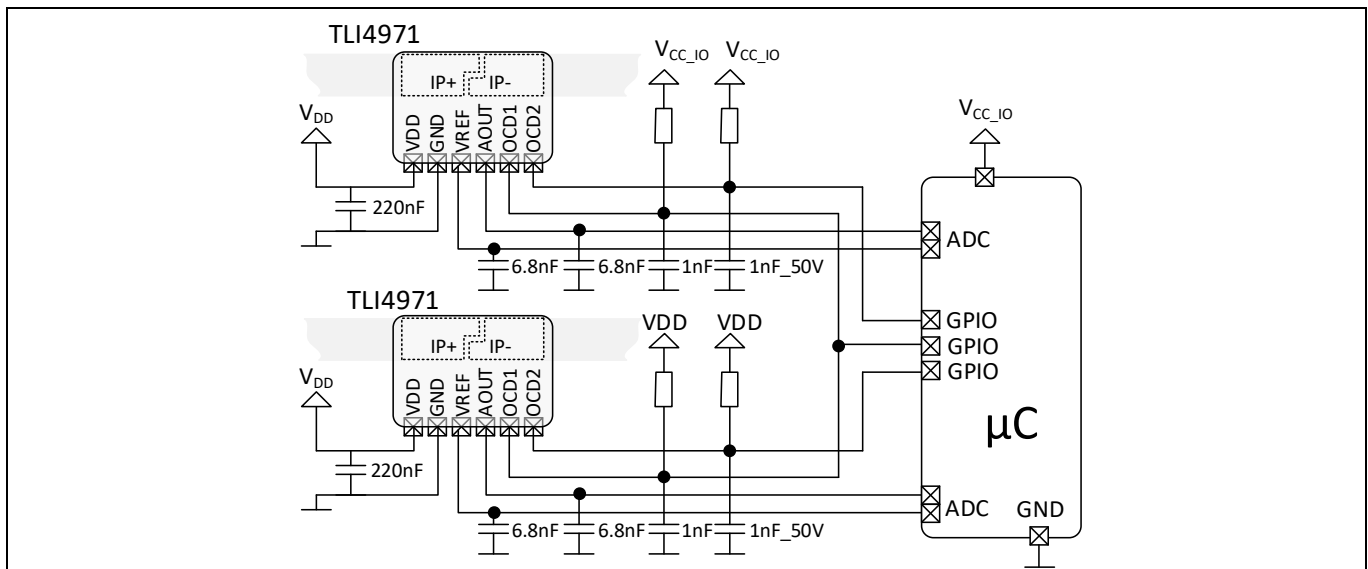 TLI4971
V_CC_IO V_CC_IO
IP+ IP-
V_DD
VDD GND VREF AOUT OCD1 OCD2
V_CC_IO
220nF
ADC
6.8nF 6.8nF 1nF 1nF_50V
TLI4971
VDD VDD
GPIO
GPIO
GPIO
IP+ IP-
V_DD
VDD GND VREF AOUT OCD1 OCD2
µC
220nF
ADC GND
6.8nF 6.8nF 1nF 1nF_50V